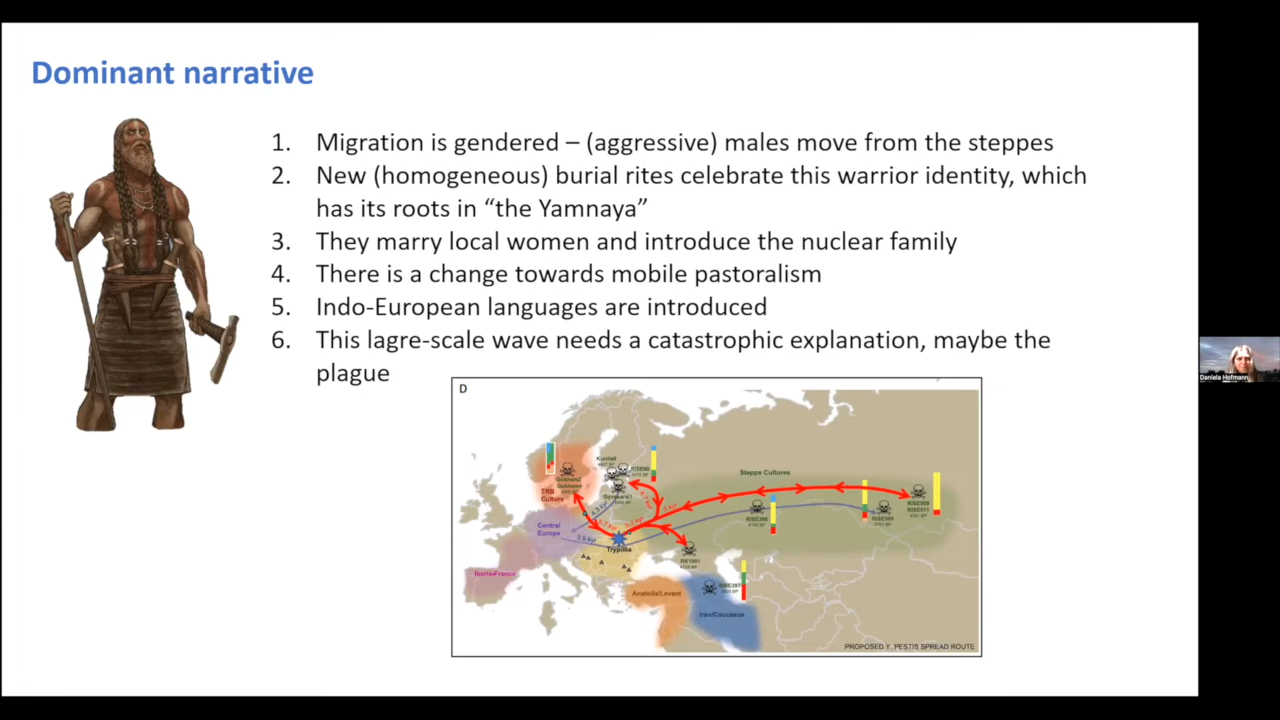 Dominant narrative
1. Migration is gendered – (aggressive) males move from the steppes
2. New (homogeneous) burial rites celebrate this warrior identity, which
has its roots in “the Yamnaya”
3. They marry local women and introduce the nuclear family
4. There is a change towards mobile pastoralism
5. Indo-European languages are introduced
6. This lagre-scale wave needs a catastrophic explanation, maybe the
plague
D
Steppe Cultures
TRB
Culture
Central
Europe
Trypillia
Iberia+France
Anatolia/Levant
Iran/Caucasus
PROPOSED Y. PESTIS SPREAD ROUTE
Daniela Hofmann